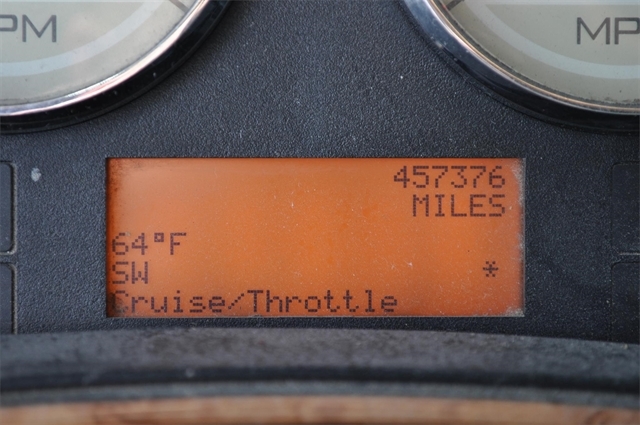 PM
MP
457376
MILES
64°F
SW *
Cruise/Throttle